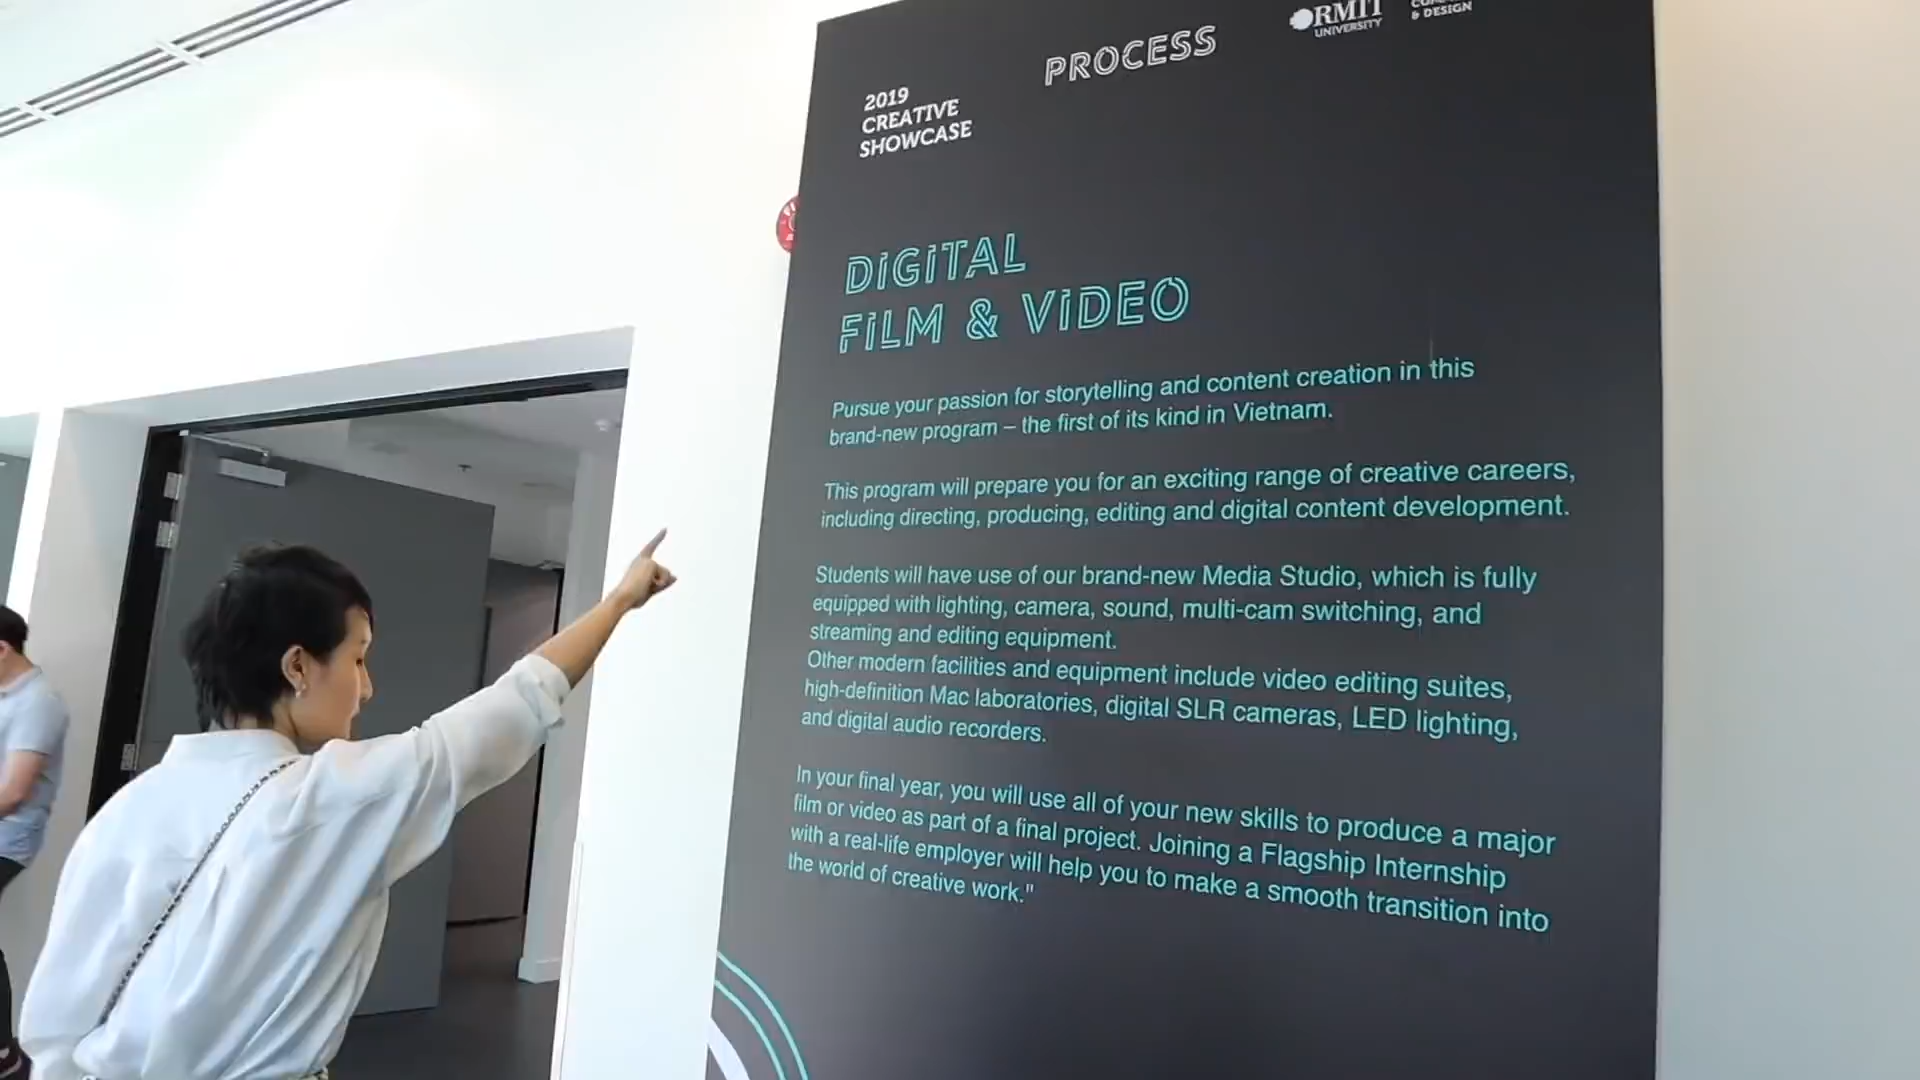 RMIT
UNIVERSITY
& DESIGN
PROCESS
2019
CREATIVE
SHOWCASE
DIGITAL
FILM & VIDEO
Pursue your passion for storytelling and content creation in this
brand-new program – the first of its kind in Vietnam.
This program will prepare you for an exciting range of creative careers,
including directing, producing, editing and digital content development.
Students will have use of our brand-new Media Studio, which is fully
equipped with lighting, camera, sound, multi-cam switching, and
streaming and editing equipment.
Other modern facilities and equipment include video editing suites,
high-definition Mac laboratories, digital SLR cameras, LED lighting,
and digital audio recorders.
In your final year, you will use all of your new skills to produce a major
film or video as part of a final project. Joining a Flagship Internship
with a real-life employer will help you to make a smooth transition into
the world of creative work."